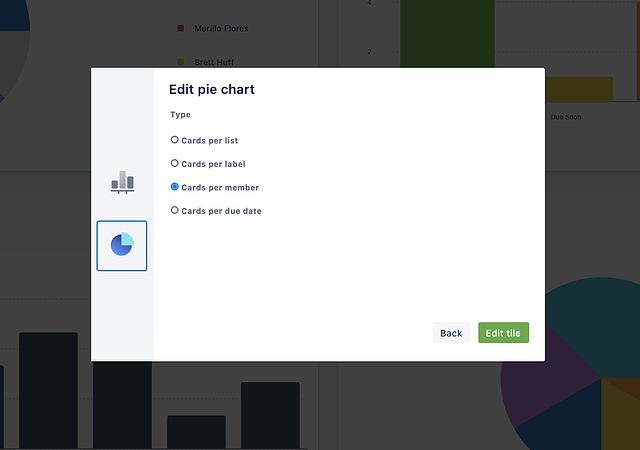 Murillo Flores
Brett Huff
4
2
Due Soon
Edit pie chart
Type
Cards per list
Cards per label
Cards per member
Cards per due date
Back
Edit tile